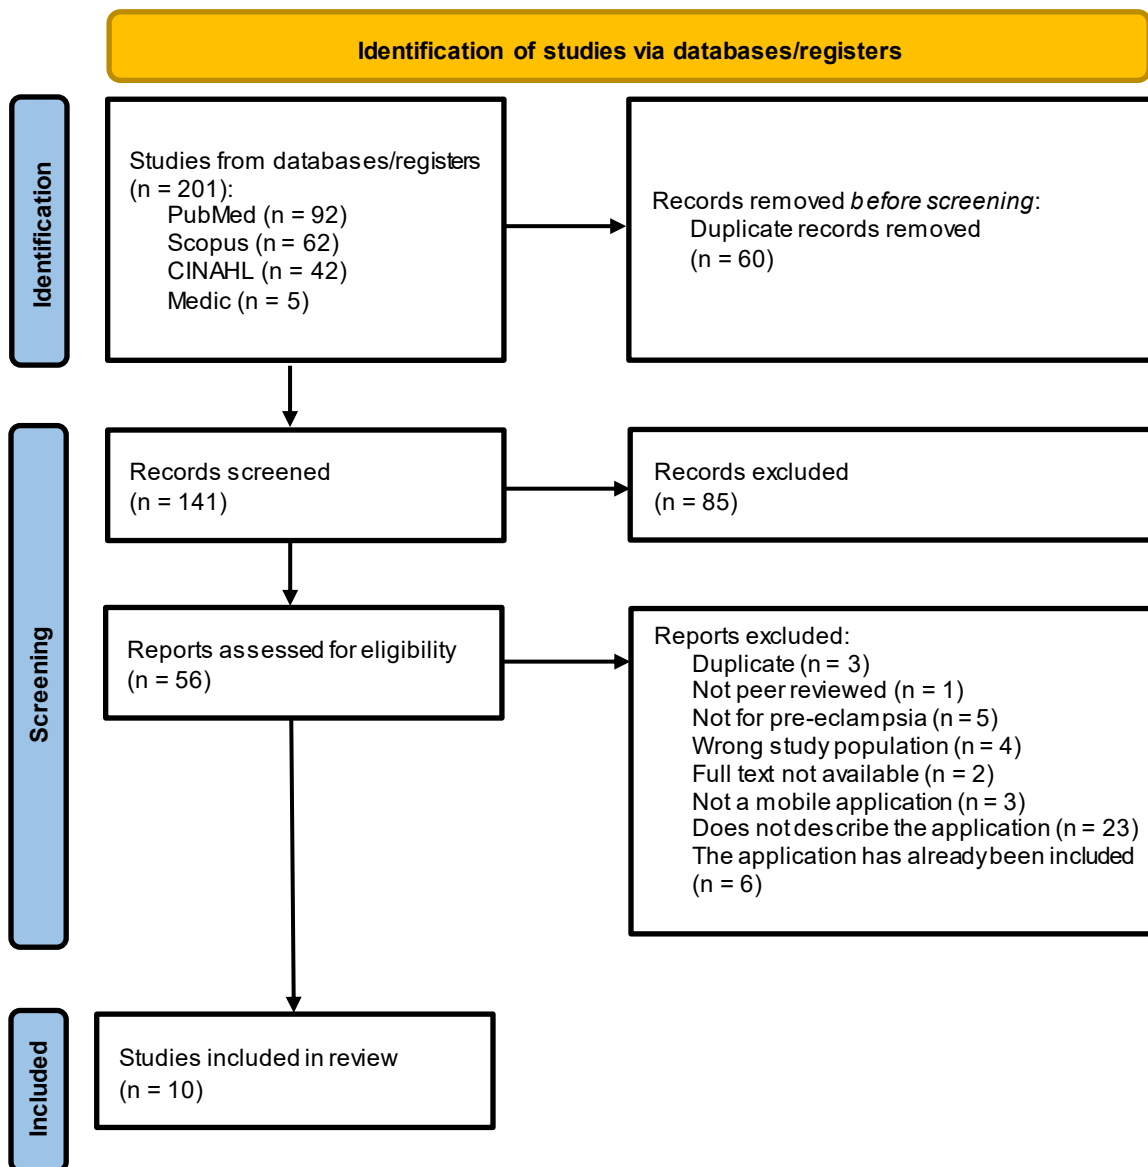 Identification of studies via databases/registers
Identification
Studies from databases/registers
(n = 201):
PubMed (n = 92)
Scopus (n = 62)
CINAHL (n = 42)
Medic (n = 5)
Records removed before screening:
Duplicate records removed
(n = 60)
Screening
Records screened
(n = 141)
Records excluded
(n = 85)
Reports assessed for eligibility
(n = 56)
Reports excluded:
Duplicate (n = 3)
Not peer reviewed (n = 1)
Not for pre-eclampsia (n = 5)
Wrong study population (n = 4)
Full text not available (n = 2)
Not a mobile application (n = 3)
Does not describe the application (n = 23)
The application has already been included
(n = 6)
Included
Studies included in review
(n = 10)